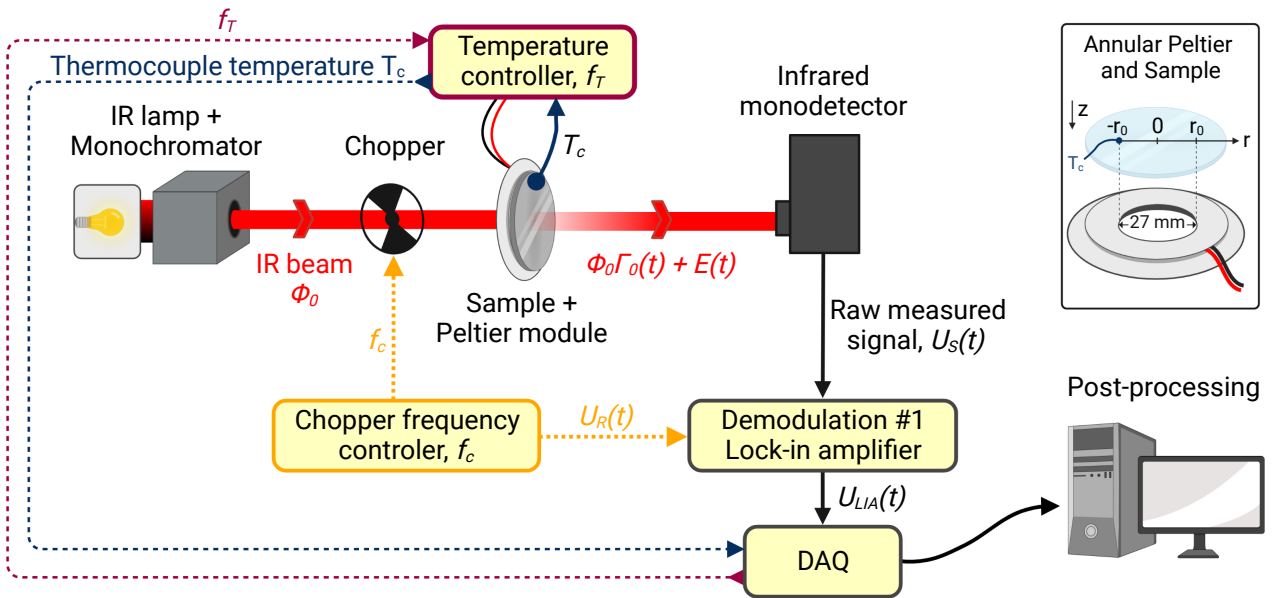 f_T
Thermocouple temperature T_c
Temperature
controller, f_T
IR lamp +
Monochromator
Chopper
T_c
Infrared
monodetector
IR beam
Φ_0
Φ_0Γ_0(t) + E(t)
Sample +
Peltier module
f_c
Raw measured
signal, U_S(t)
Chopper frequency
controler, f_c
U_R(t)
Demodulation #1
Lock-in amplifier
U_LIA(t)
DAQ
Annular Peltier
and Sample
z
-r_0 0 r_0
r
T_c
27 mm
Post-processing